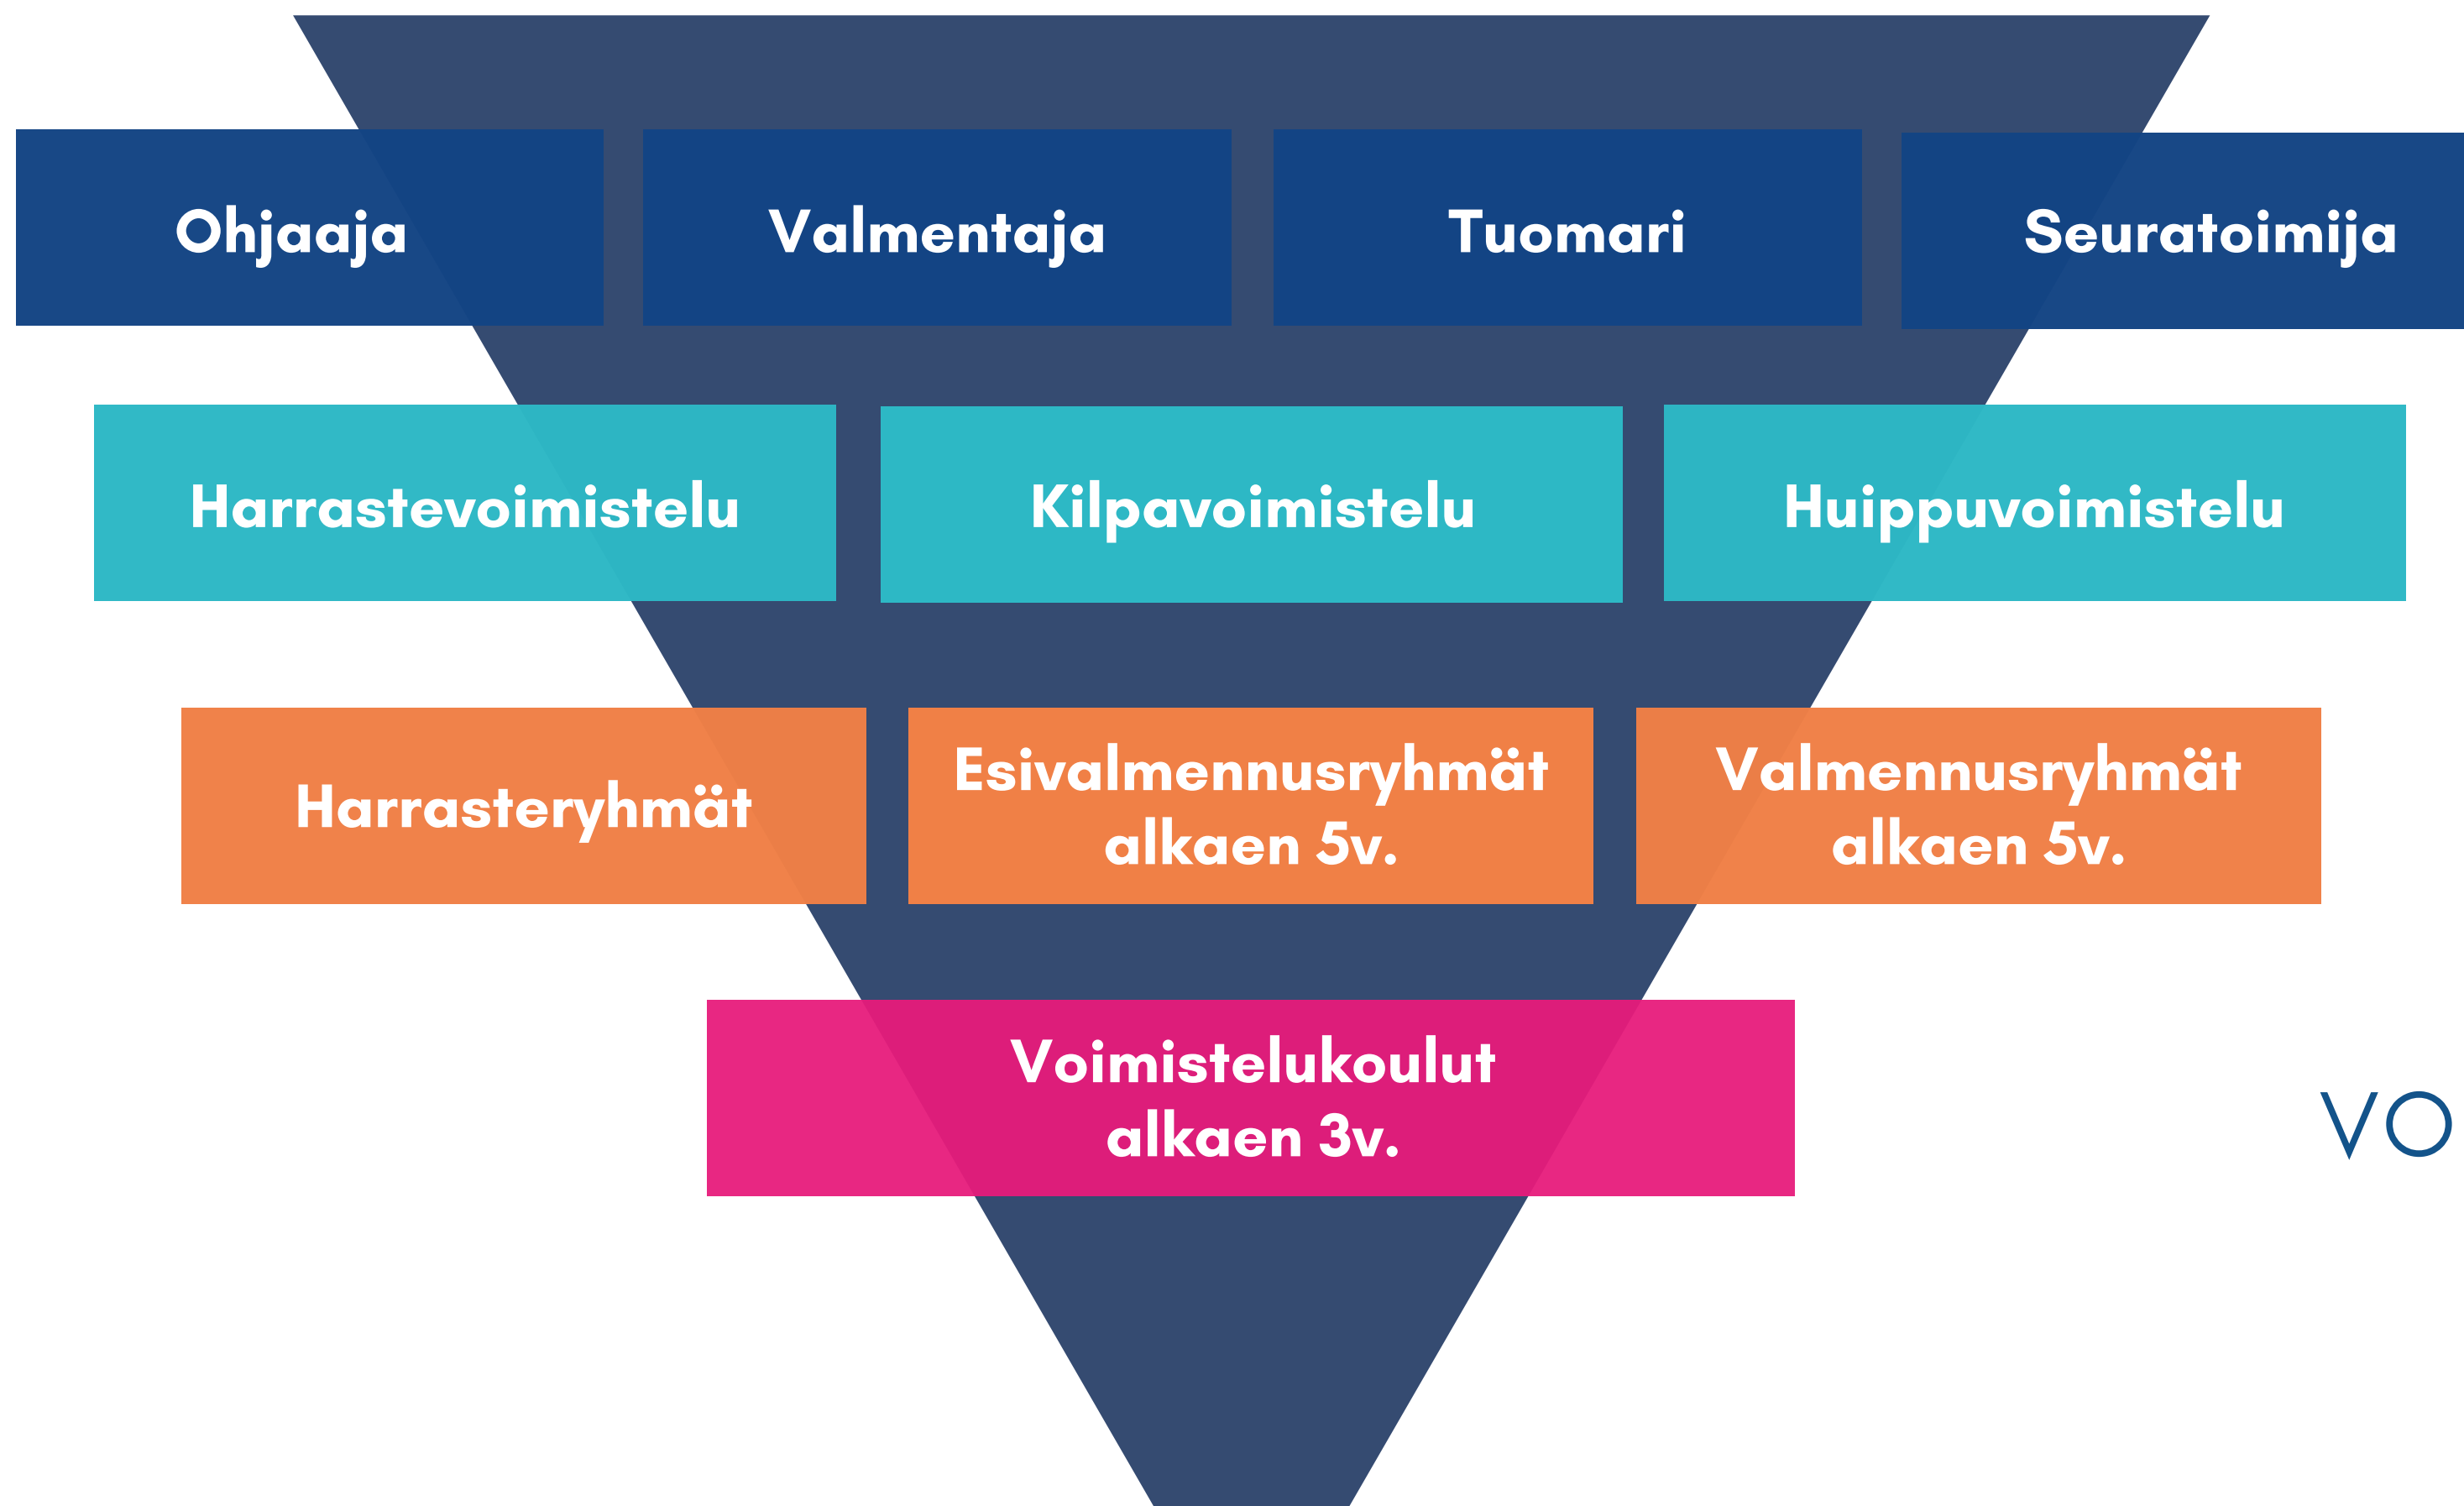 Ohjaaja
Valmentaja
Tuomari
Seuratoimija
Harrastevoimistelu
Kilpavoimistelu
Huippuvoimistelu
Harrasteryhmät
Esivalmennusryhmät
alkaen 5v.
Valmennusryhmät
alkaen 5v.
Voimistelukoulut
alkaen 3v.
VO